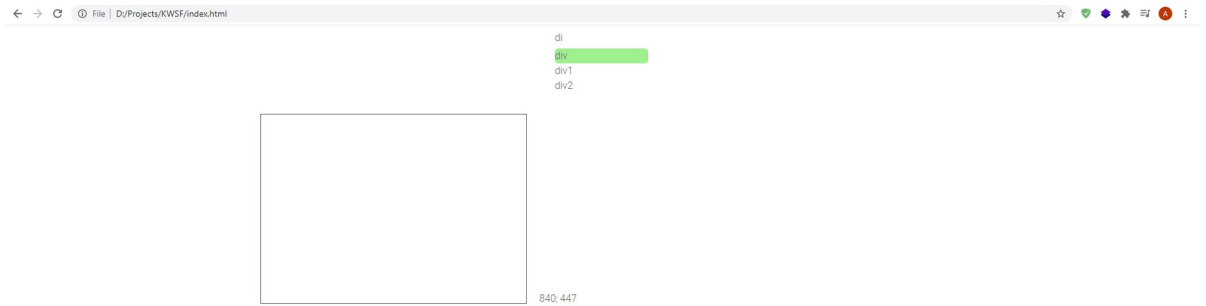 File | D:/Projects/KWSF/index.html
A
di
div
div1
div2
840; 447